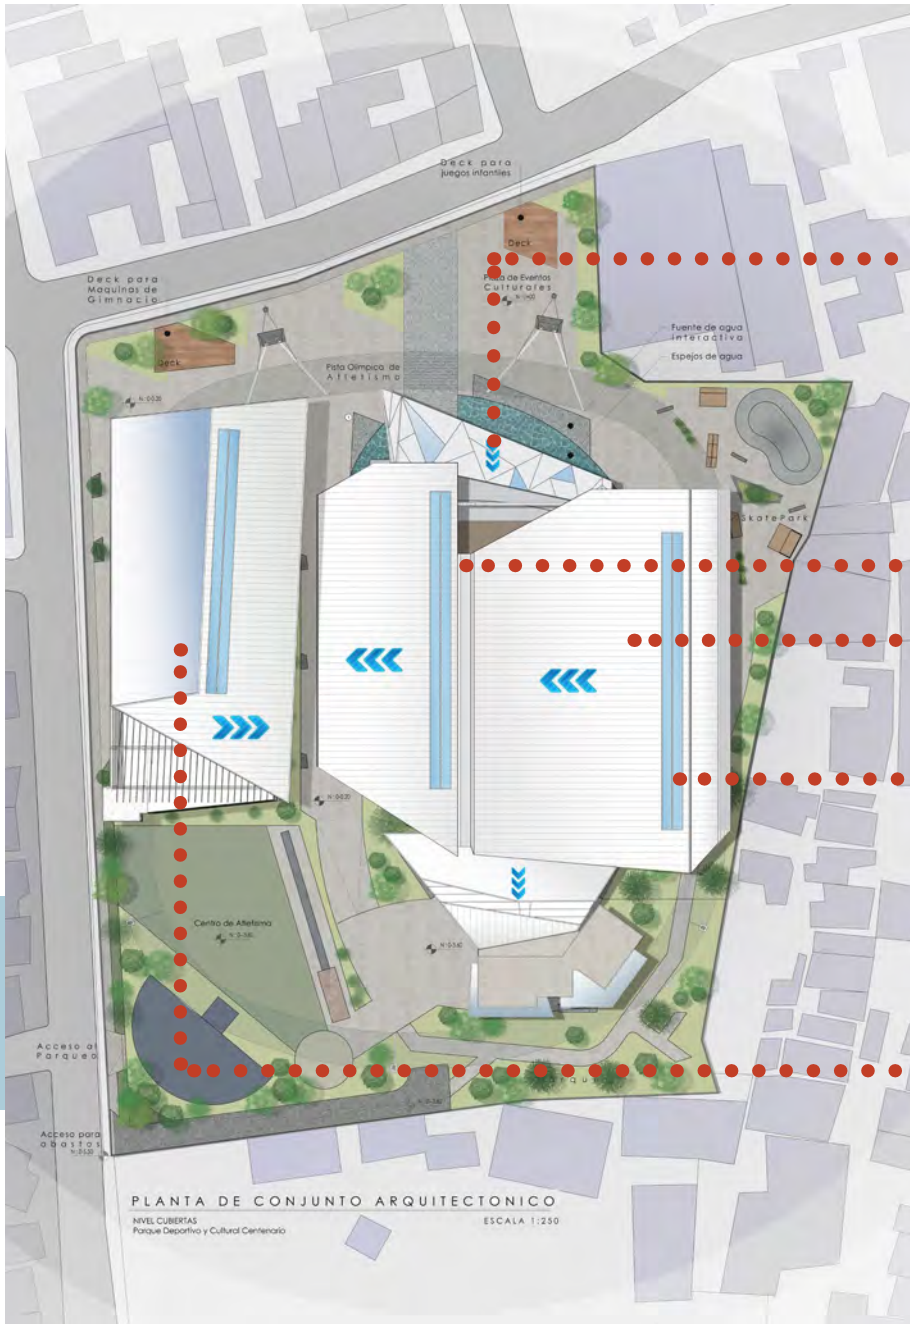 Deck para
juegos infantiles
Deck
Deck para
Maquinas de
Gimnacio
de Eventos
Culturales
Fuente de agua
interactiva
Espejos de agua
Deck
Pista Olimpica de
Atletismo
SkatePark
Centro de Atletismo
Acceso al
Parqueo
Acceso para
abastos
PLANTA DE CONJUNTO ARQUITECTONICO
NIVEL CUBIERTAS
ESCALA 1:250
Parque Deportivo y Cultural Centenario